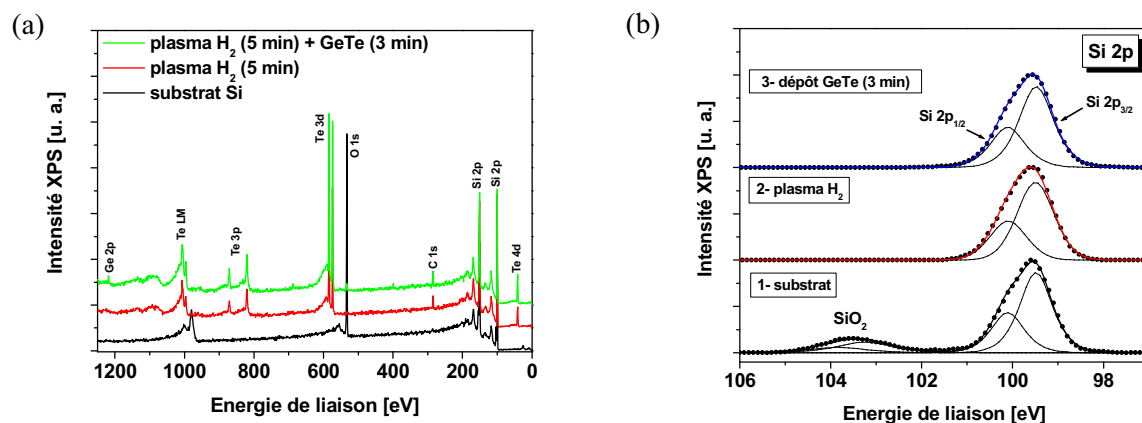 (a)
plasma H2 (5 min) + GeTe (3 min)
plasma H2 (5 min)
substrat Si
Intensité XPS [u. a.]
Ge 2p
Te LM
Te 3p
Te 3d
O 1s
C 1s
Si 2p
Si 2p
Te 4d
1200 1000 800 600 400 200 0
Energie de liaison [eV]
(b)
Si 2p
3- dépôt GeTe (3 min)
Si 2p1/2
Si 2p3/2
2- plasma H2
1- substrat
SiO2
Intensité XPS [u. a.]
106 104 102 100 98
Energie de liaison [eV]